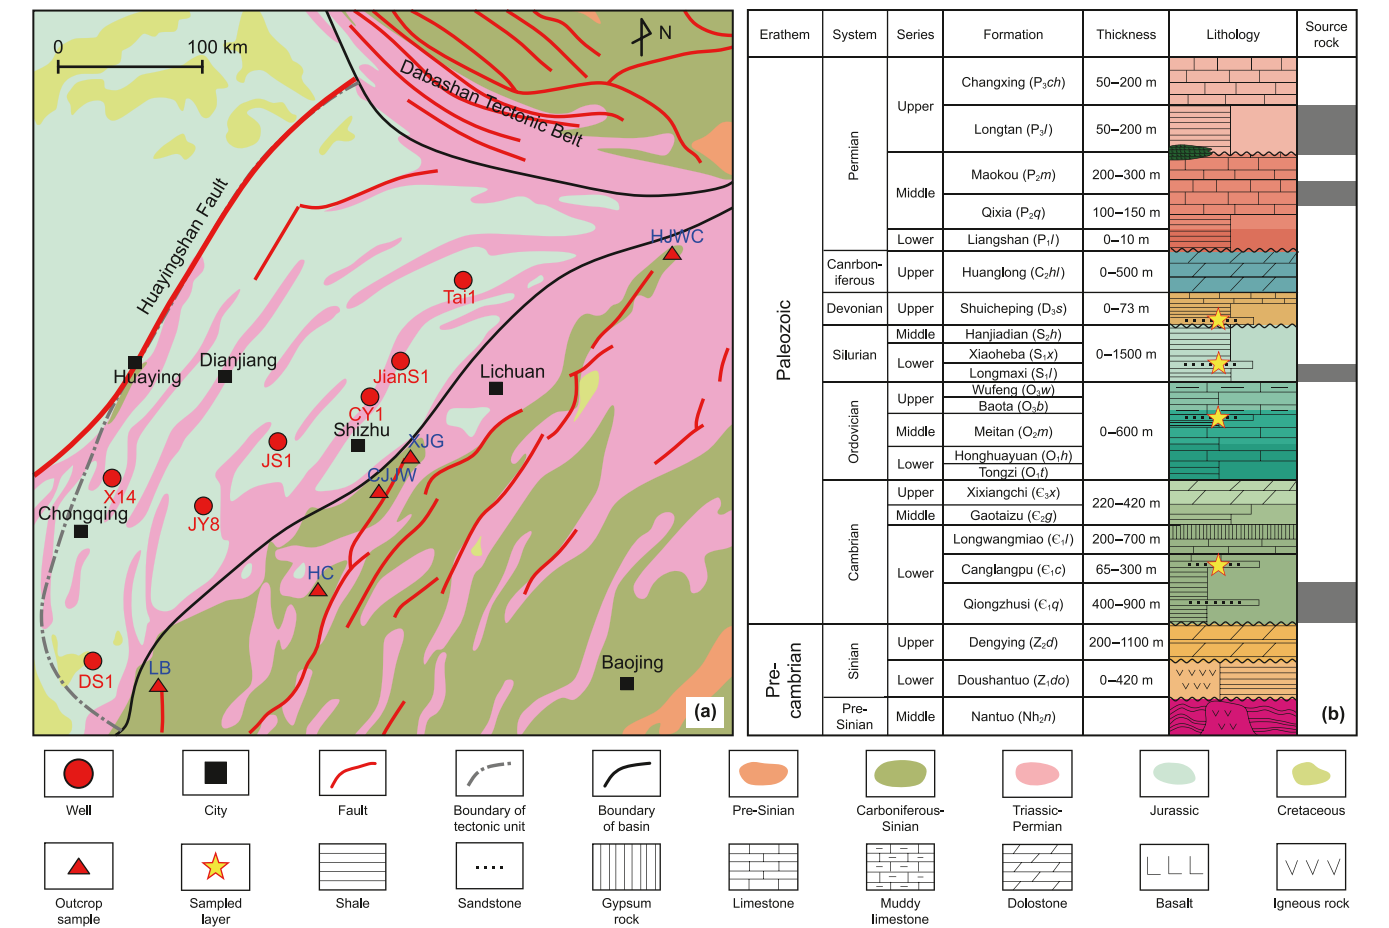 0
100 km
N
Dabashan Tectonic Belt
Huayingshan Fault
HJWC
Tai1
Huaying
Dianjiang
JianS1
Lichuan
CY1
Shizhu
XJG
JS1
CJJW
X14
Chongqing
JY8
HC
LB
DS1
Baojing
(a)
Erathem System Series Formation Thickness Lithology Source
rock
Paleozoic
Permian
Upper
Changxing (P₃ch) 50–200 m
Longtan (P₃l) 50–200 m
Middle
Maokou (P₂m) 200–300 m
Qixia (P₂q) 100–150 m
Lower Liangshan (P₁l) 0–10 m
Canrbon-
iferous
Upper Huanglong (C₂hl) 0–500 m
Devonian Upper Shuicheping (D₃s) 0–73 m
Silurian
Middle Hanjiadian (S₂h)
Lower
Xiaoheba (S₁x)
Longmaxi (S₁l)
0–1500 m
Ordovician
Upper
Wufeng (O₃w)
Baota (O₃b)
Middle Meitan (O₂m)
0–600 m
Lower
Honghuayuan (O₁h)
Tongzi (O₁t)
Cambrian
Upper Xixiangchi (Є₃x)
Middle Gaotaizu (Є₂g)
220–420 m
Lower
Longwangmiao (Є₁l) 200–700 m
Canglangpu (Є₁c) 65–300 m
Qiongzhusi (Є₁q) 400–900 m
Pre-
cambrian
Sinian
Upper Dengying (Z₂d) 200–1100 m
Lower Doushantuo (Z₁do) 0–420 m
Pre-
Sinian
Middle Nantuo (Nh₂n)
(b)
Well
City
Fault
Boundary of
tectonic unit
Boundary
of basin
Pre-Sinian
Carboniferous-
Sinian
Triassic-
Permian
Jurassic
Cretaceous
Outcrop
sample
Sampled
layer
Shale
Sandstone
Gypsum
rock
Limestone
Muddy
limestone
Dolostone
Basalt
Igneous rock